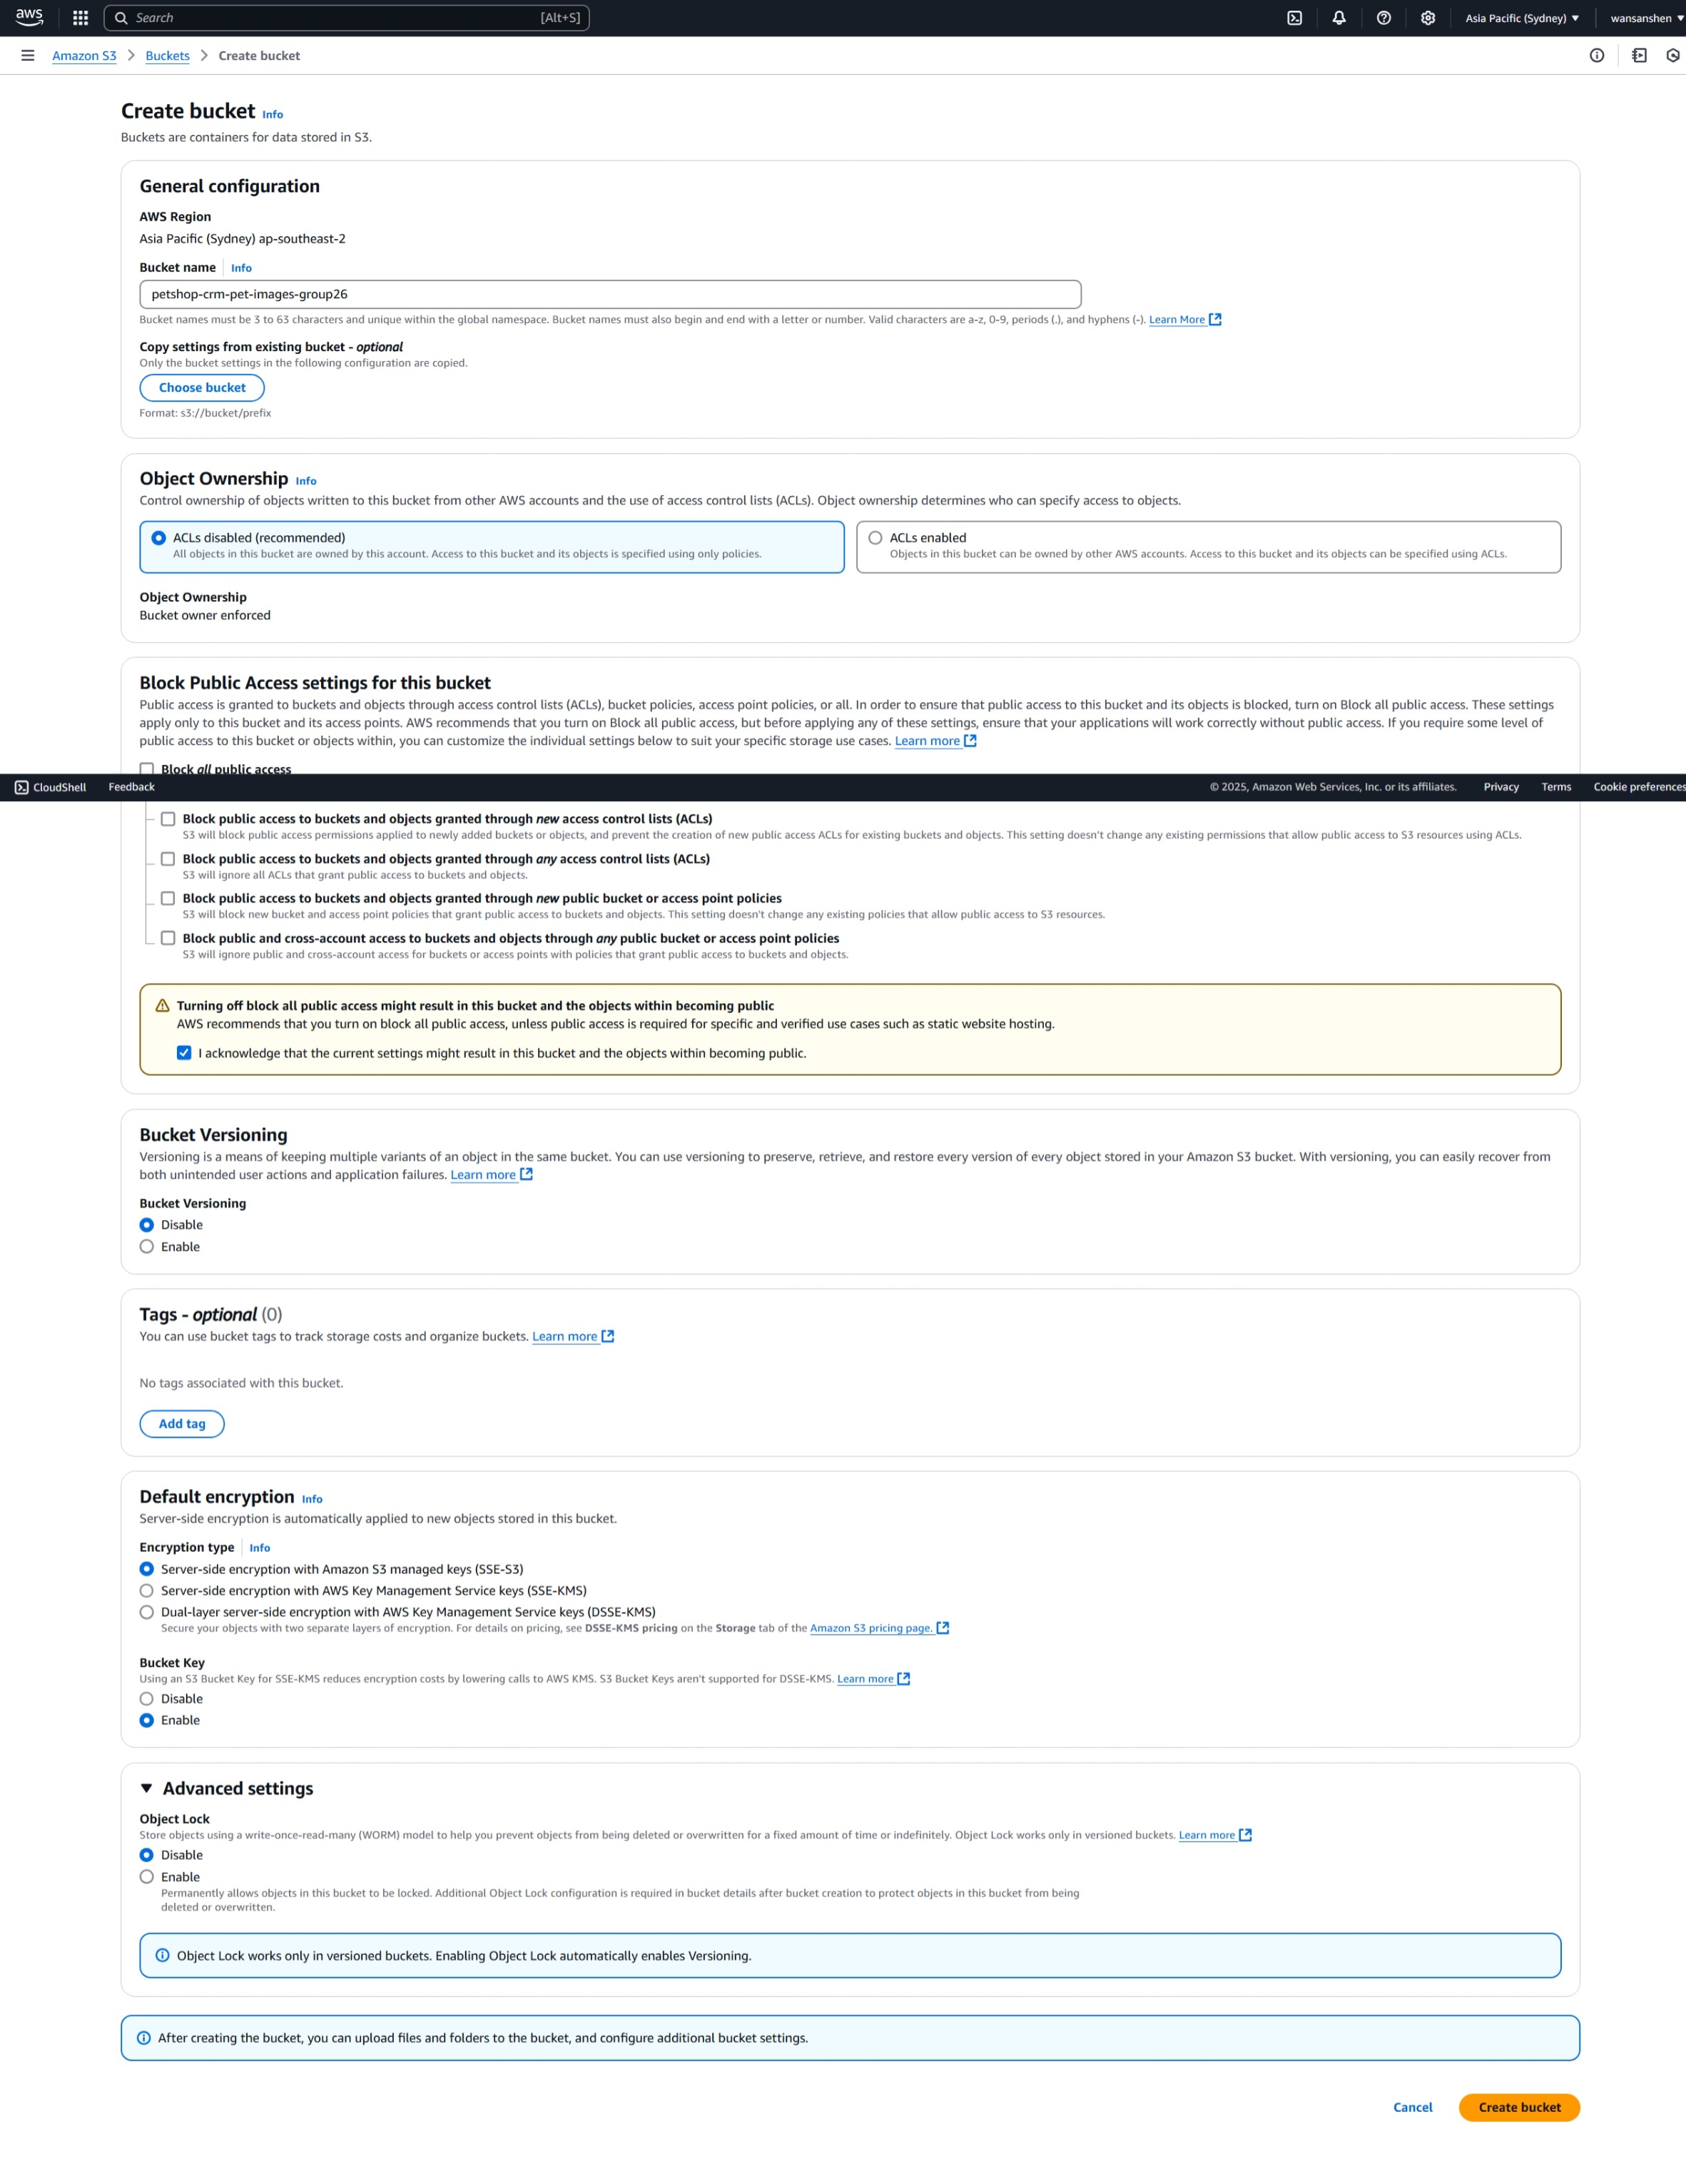 aws
Search [Alt+S]
Asia Pacific (Sydney) ▼
wansanshen ▼
Amazon S3 > Buckets > Create bucket
Create bucket Info
Buckets are containers for data stored in S3.
General configuration
AWS Region
Asia Pacific (Sydney) ap-southeast-2
Bucket name Info
petshop-crm-pet-images-group26
Bucket names must be 3 to 63 characters and unique within the global namespace. Bucket names must also begin and end with a letter or number. Valid characters are a-z, 0-9, periods (.), and hyphens (-). Learn More
Copy settings from existing bucket - optional
Only the bucket settings in the following configuration are copied.
Choose bucket
Format: s3://bucket/prefix
Object Ownership Info
Control ownership of objects written to this bucket from other AWS accounts and the use of access control lists (ACLs). Object ownership determines who can specify access to objects.
ACLs disabled (recommended)
All objects in this bucket are owned by this account. Access to this bucket and its objects is specified using only policies.
ACLs enabled
Objects in this bucket can be owned by other AWS accounts. Access to this bucket and its objects can be specified using ACLs.
Object Ownership
Bucket owner enforced
Block Public Access settings for this bucket
Public access is granted to buckets and objects through access control lists (ACLs), bucket policies, access point policies, or all. In order to ensure that public access to this bucket and its objects is blocked, turn on Block all public access. These settings
apply only to this bucket and its access points. AWS recommends that you turn on Block all public access, but before applying any of these settings, ensure that your applications will work correctly without public access. If you require some level of
public access to this bucket or objects within, you can customize the individual settings below to suit your specific storage use cases. Learn more
Block all public access
CloudShell Feedback
© 2025, Amazon Web Services, Inc. or its affiliates. Privacy Terms Cookie preferences
Block public access to buckets and objects granted through new access control lists (ACLs)
S3 will block public access permissions applied to newly added buckets or objects, and prevent the creation of new public access ACLs for existing buckets and objects. This setting doesn't change any existing permissions that allow public access to S3 resources using ACLs.
Block public access to buckets and objects granted through any access control lists (ACLs)
S3 will ignore all ACLs that grant public access to buckets and objects.
Block public access to buckets and objects granted through new public bucket or access point policies
S3 will block new bucket and access point policies that grant public access to buckets and objects. This setting doesn't change any existing policies that allow public access to S3 resources.
Block public and cross-account access to buckets and objects through any public bucket or access point policies
S3 will ignore public and cross-account access for buckets or access points with policies that grant public access to buckets and objects.
Turning off block all public access might result in this bucket and the objects within becoming public
AWS recommends that you turn on block all public access, unless public access is required for specific and verified use cases such as static website hosting.
I acknowledge that the current settings might result in this bucket and the objects within becoming public.
Bucket Versioning
Versioning is a means of keeping multiple variants of an object in the same bucket. You can use versioning to preserve, retrieve, and restore every version of every object stored in your Amazon S3 bucket. With versioning, you can easily recover from
both unintended user actions and application failures. Learn more
Bucket Versioning
Disable
Enable
Tags - optional (0)
You can use bucket tags to track storage costs and organize buckets. Learn more
No tags associated with this bucket.
Add tag
Default encryption Info
Server-side encryption is automatically applied to new objects stored in this bucket.
Encryption type Info
Server-side encryption with Amazon S3 managed keys (SSE-S3)
Server-side encryption with AWS Key Management Service keys (SSE-KMS)
Dual-layer server-side encryption with AWS Key Management Service keys (DSSE-KMS)
Secure your objects with two separate layers of encryption. For details on pricing, see DSSE-KMS pricing on the Storage tab of the Amazon S3 pricing page.
Bucket Key
Using an S3 Bucket Key for SSE-KMS reduces encryption costs by lowering calls to AWS KMS. S3 Bucket Keys aren't supported for DSSE-KMS. Learn more
Disable
Enable
Advanced settings
Object Lock
Store objects using a write-once-read-many (WORM) model to help you prevent objects from being deleted or overwritten for a fixed amount of time or indefinitely. Object Lock works only in versioned buckets. Learn more
Disable
Enable
Permanently allows objects in this bucket to be locked. Additional Object Lock configuration is required in bucket details after bucket creation to protect objects in this bucket from being
deleted or overwritten.
Object Lock works only in versioned buckets. Enabling Object Lock automatically enables Versioning.
After creating the bucket, you can upload files and folders to the bucket, and configure additional bucket settings.
Cancel Create bucket